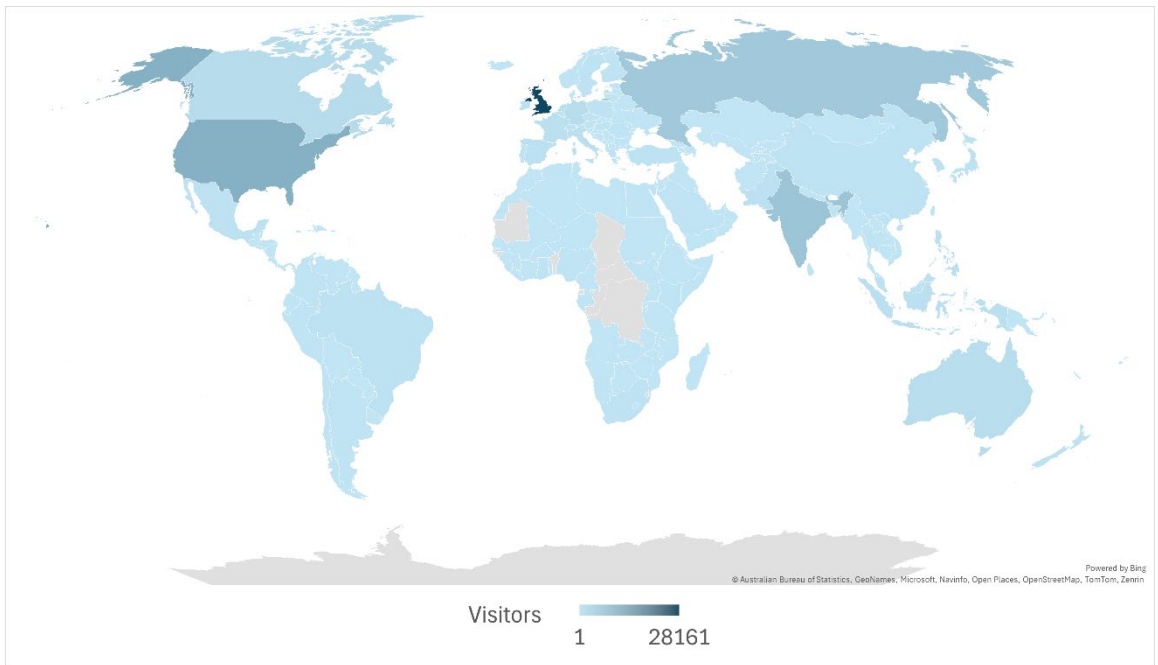 Powered by Bing
© Australian Bureau of Statistics, GeoNames, Microsoft, Navinfo, Open Places, OpenStreetMap, TomTom, Zenrin
Visitors
1 28161